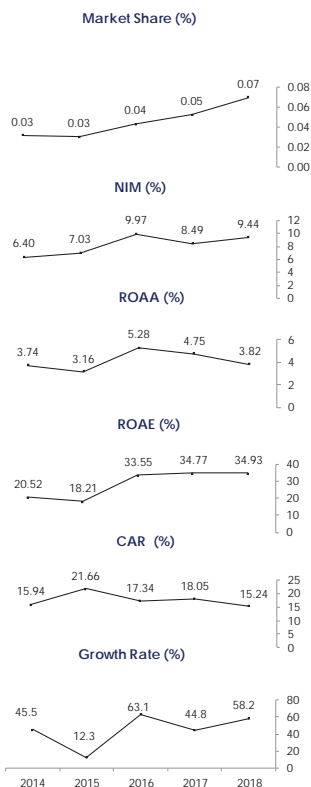 Market Share (%)
0.03 0.03 0.04 0.05 0.07
0.08
0.06
0.04
0.02
0.00
NIM (%)
6.40 7.03 9.97 8.49 9.44
12
10
8
6
4
2
0
ROAA (%)
3.74 3.16 5.28 4.75 3.82
6
4
2
0
ROAE (%)
20.52 18.21 33.55 34.77 34.93
40
30
20
10
0
CAR (%)
15.94 21.66 17.34 18.05 15.24
25
20
15
10
5
0
Growth Rate (%)
45.5 12.3 63.1 44.8 58.2
80
60
40
20
0
2014 2015 2016 2017 2018